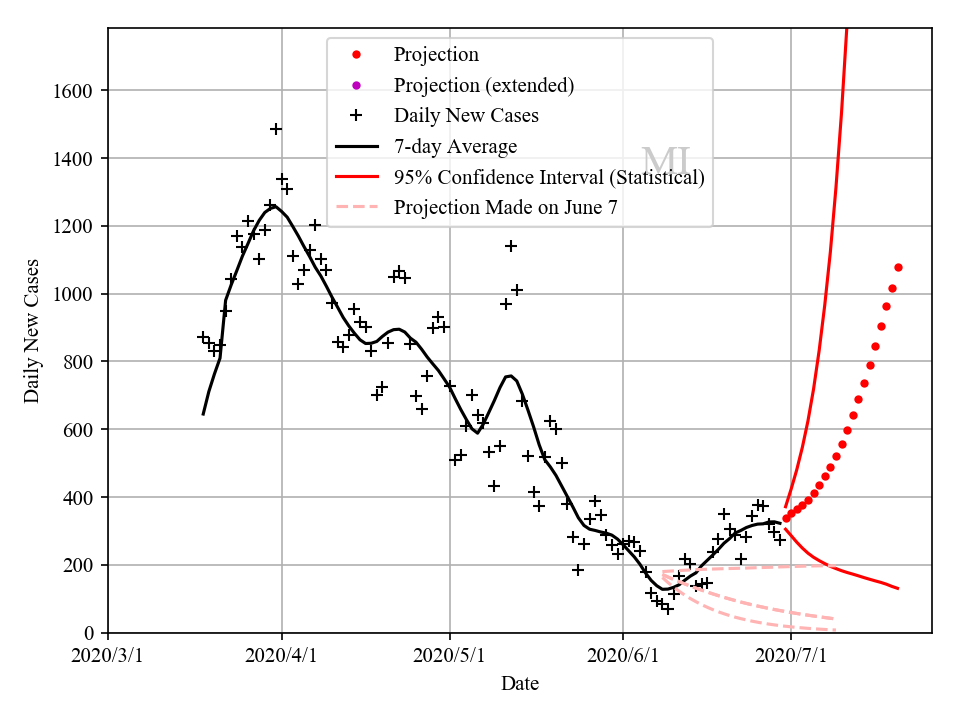 Projection
Projection (extended)
Daily New Cases
7-day Average
95% Confidence Interval (Statistical)
Projection Made on June 7
MI
1600
1400
1200
1000
800
600
400
200
0
Daily New Cases
2020/3/1 2020/4/1 2020/5/1 2020/6/1 2020/7/1
Date